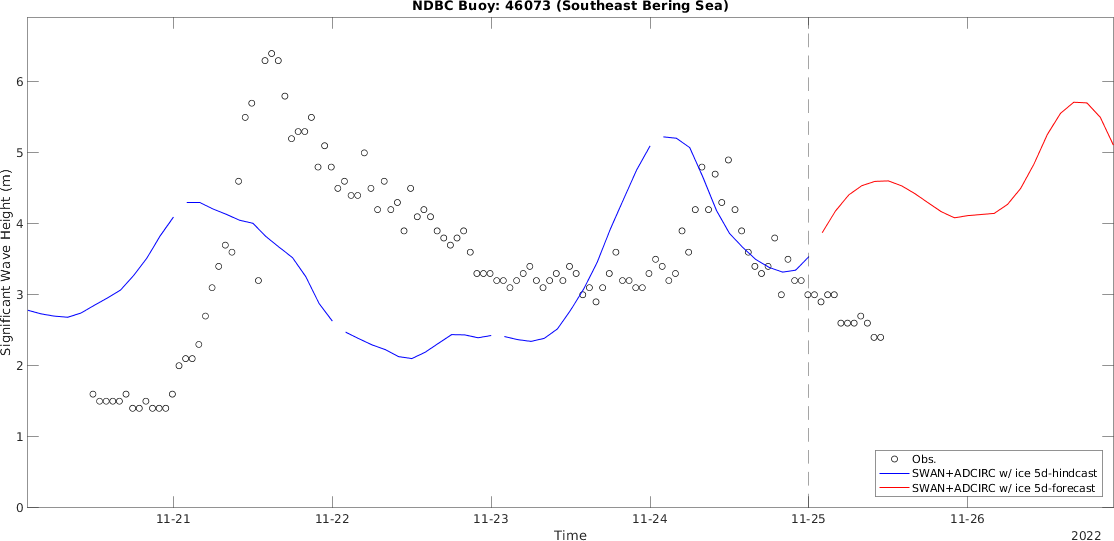 NDBC Buoy: 46073 (Southeast Bering Sea)
Significant Wave Height (m)
6
5
4
3
2
1
0
Obs.
SWAN+ADCIRC w/ ice 5d-hindcast
SWAN+ADCIRC w/ ice 5d-forecast
11-21 11-22 11-23 11-24 11-25 11-26
Time
2022